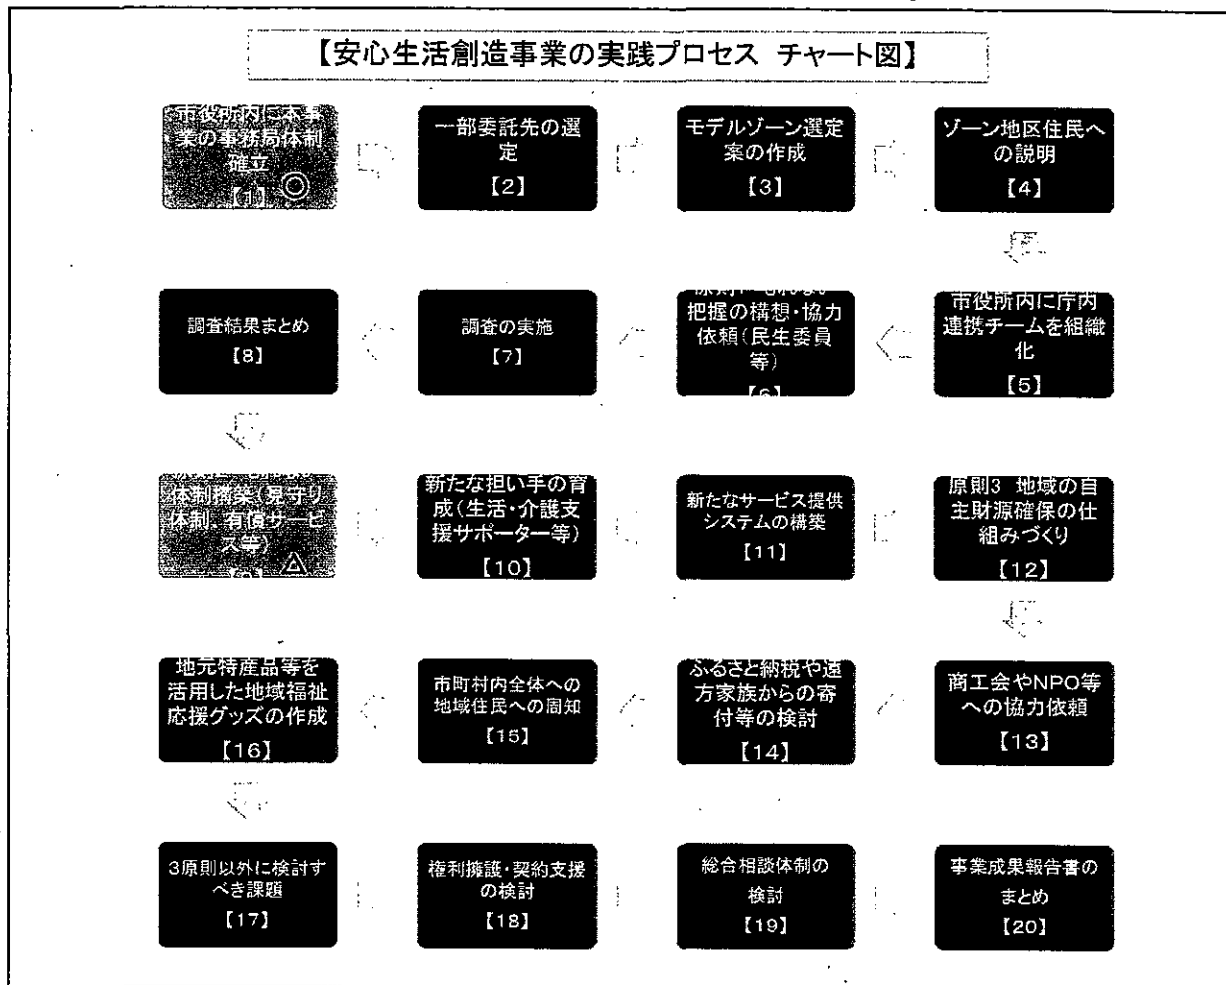 【安心生活創造事業の実践プロセス チャート図】
市役所内に本事
業の事務局体制
確立
【1】 ◎
一部委託先の選
定
【2】
モデルゾーン選定
案の作成
【3】
ゾーン地区住民へ
の説明
【4】
市役所内に庁内
連携チームを組織
化
【5】
把握の構想・協力
依頼(民生委員
等)
【6】
調査の実施
【7】
調査結果まとめ
【8】
体制構築(見守り
体制、有償サービ
ス等)
【9】 △
新たな担い手の育
成(生活・介護支
援サポーター等)
【10】
新たなサービス提供
システムの構築
【11】
原則3 地域の自
主財源確保の仕
組みづくり
【12】
商工会やNPO等
への協力依頼
【13】
ふるさと納税や遠
方家族からの寄
付等の検討
【14】
市町村内全体への
地域住民への周知
【15】
地元特産品等を
活用した地域福祉
応援グッズの作成
【16】
3原則以外に検討す
べき課題
【17】
権利擁護・契約支援
の検討
【18】
総合相談体制の
検討
【19】
事業成果報告書の
まとめ
【20】